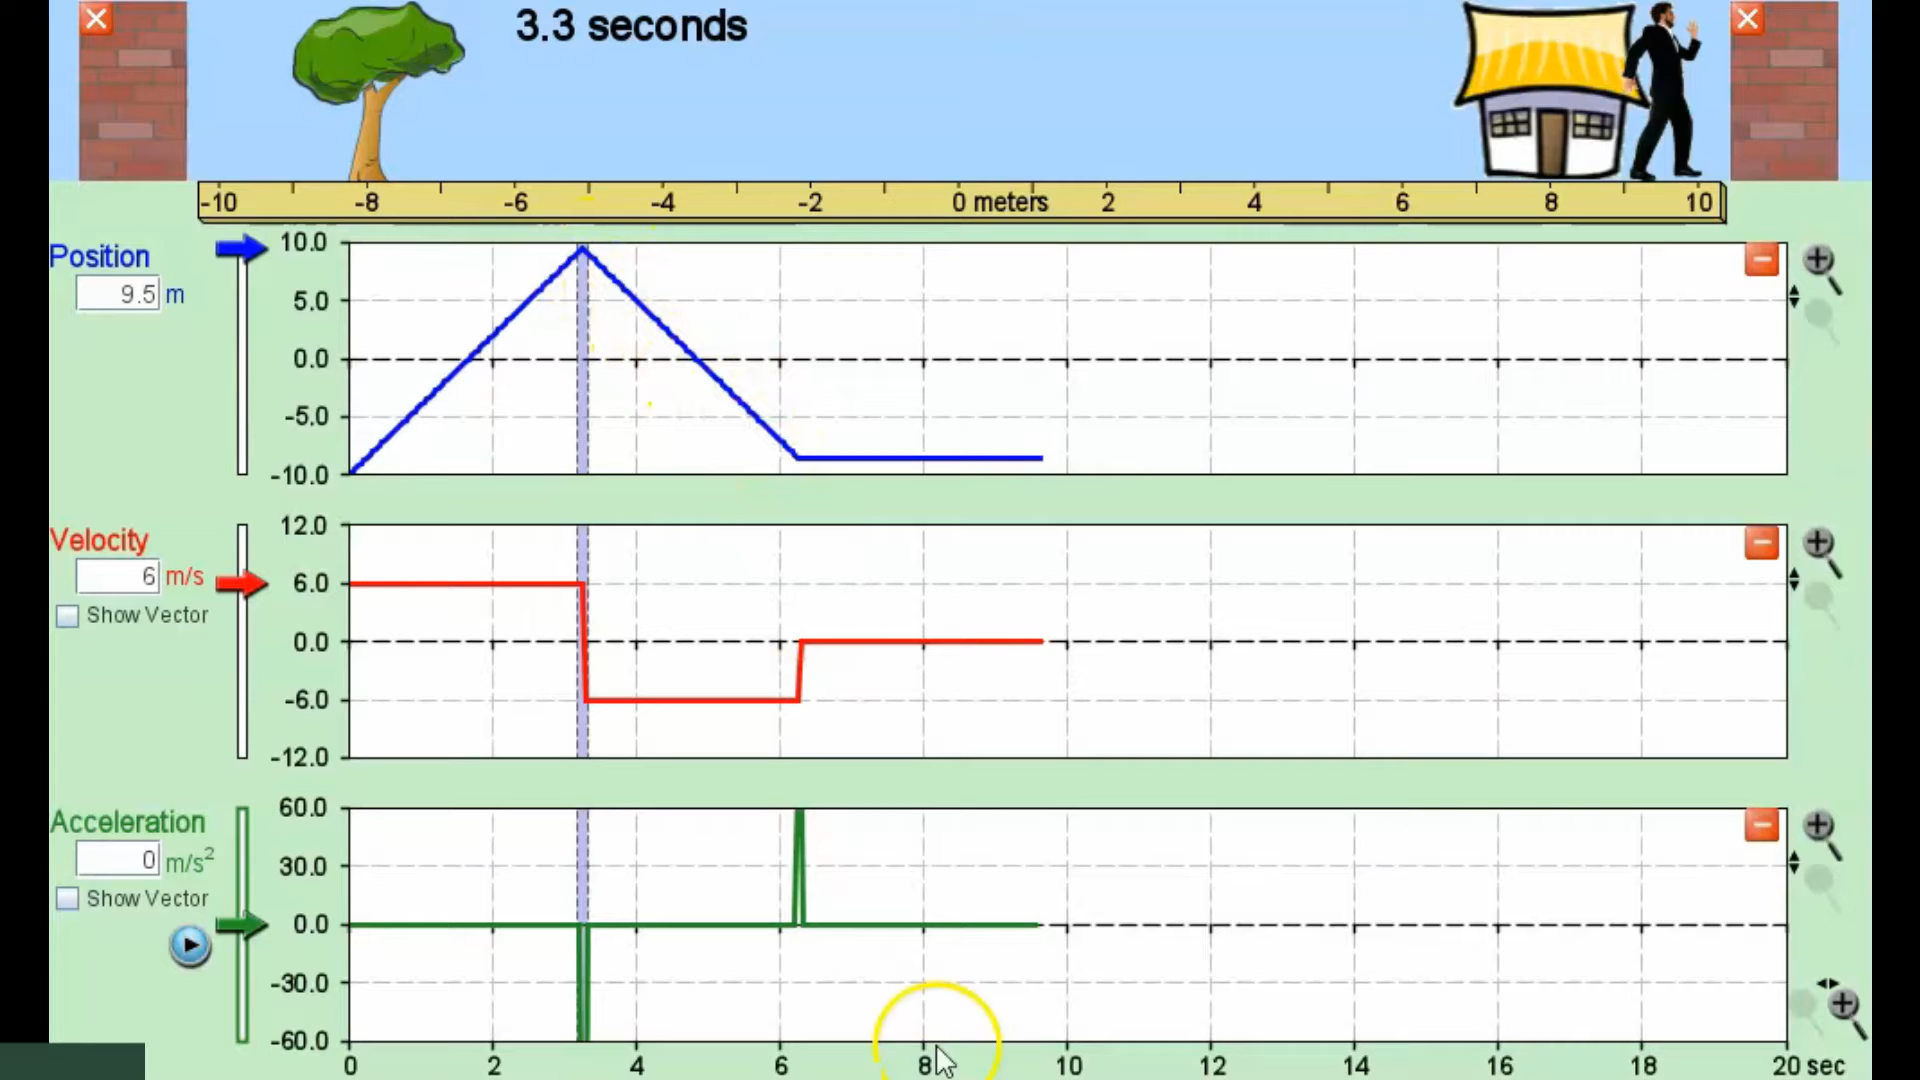 3.3 seconds
-10 -8 -6 -4 -2 0 meters 2 4 6 8 10
Position
9.5 m
10.0
5.0
0.0
-5.0
-10.0
Velocity
6 m/s
Show Vector
12.0
6.0
0.0
-6.0
-12.0
Acceleration
0 m/s²
Show Vector
60.0
30.0
0.0
-30.0
-60.0
0 2 4 6 8 10 12 14 16 18 20 sec